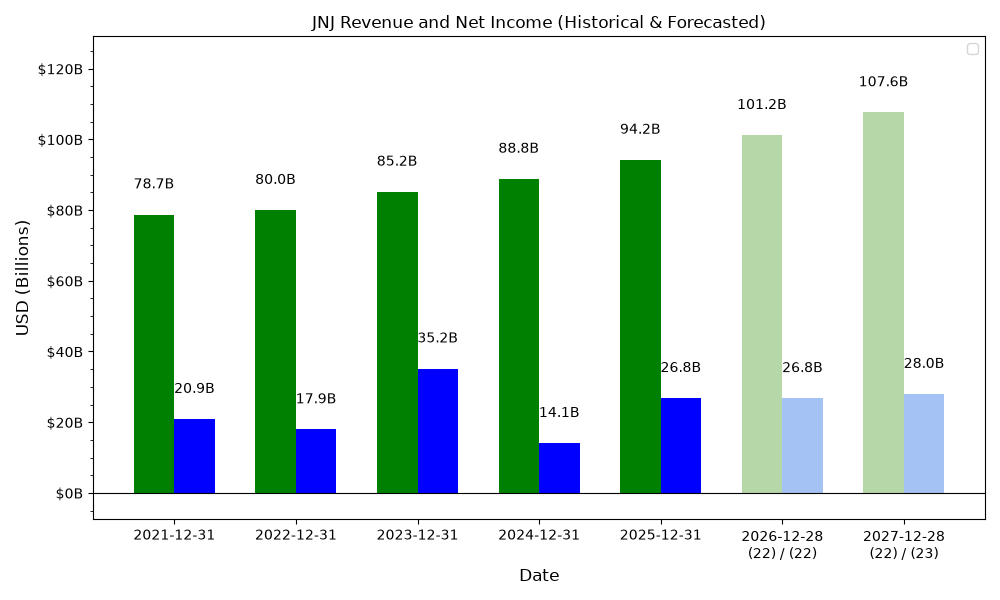 JNJ Revenue and Net Income (Historical & Forecasted)
USD (Billions)
$120B
$100B
$80B
$60B
$40B
$20B
$0B
78.7B
20.9B
80.0B
17.9B
85.2B
35.2B
88.8B
14.1B
94.2B
26.8B
101.2B
26.8B
107.6B
28.0B
2021-12-31
2022-12-31
2023-12-31
2024-12-31
2025-12-31
2026-12-28
(22) / (22)
2027-12-28
(22) / (23)
Date